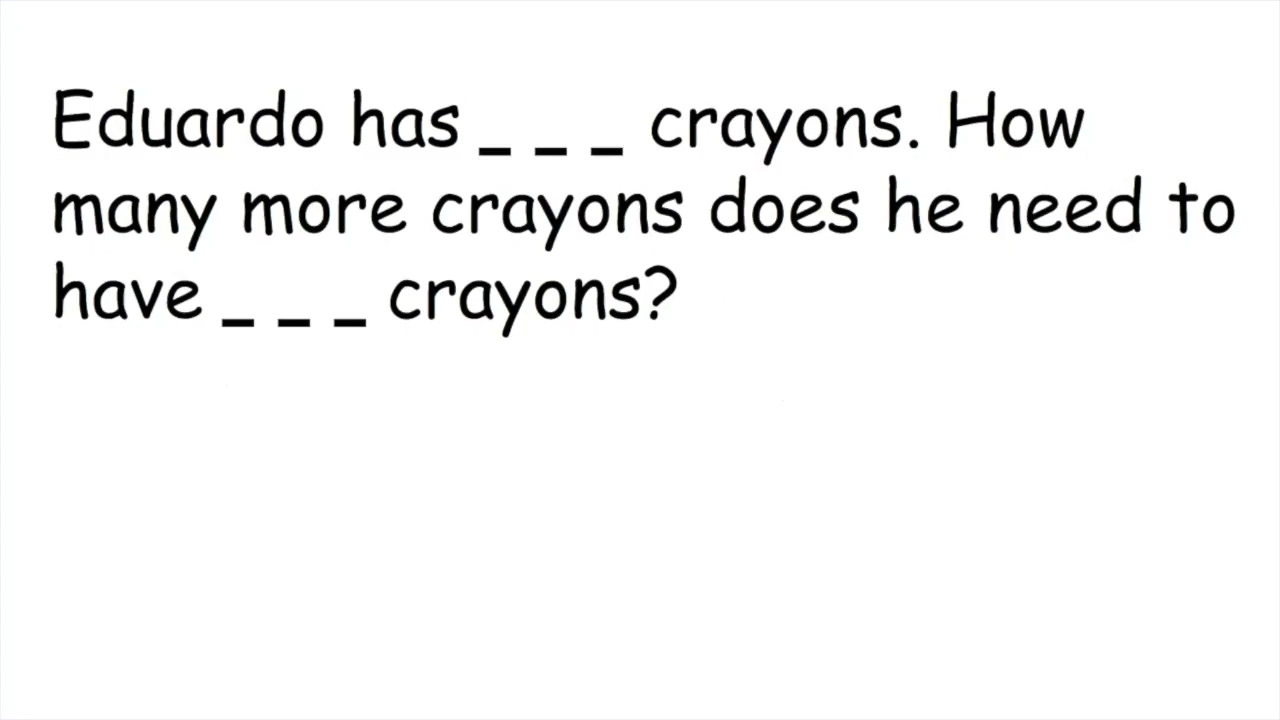 Eduardo has _ _ _ crayons. How
many more crayons does he need to
have _ _ _ crayons?